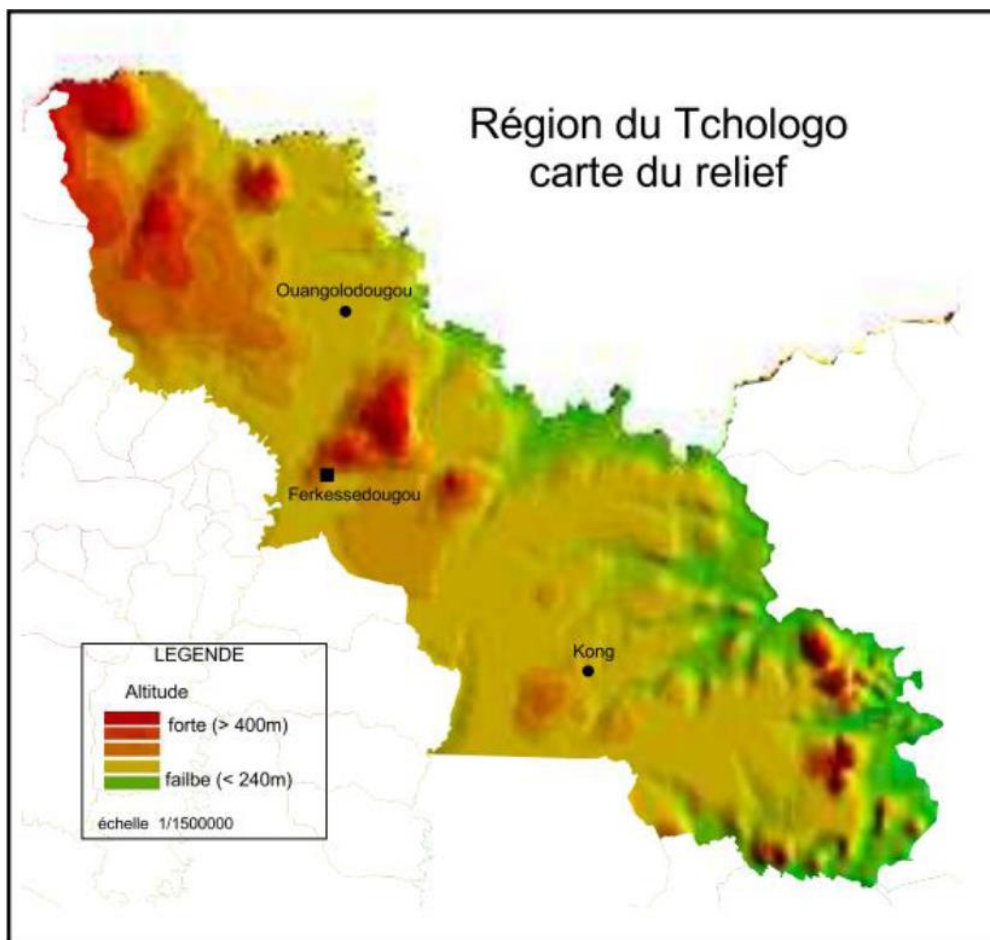 Région du Tchologo
carte du relief
Ouangolodougou
Ferkessedougou
Kong
LEGENDE
Altitude
forte (> 400m)
failbe (< 240m)
échelle 1/1500000